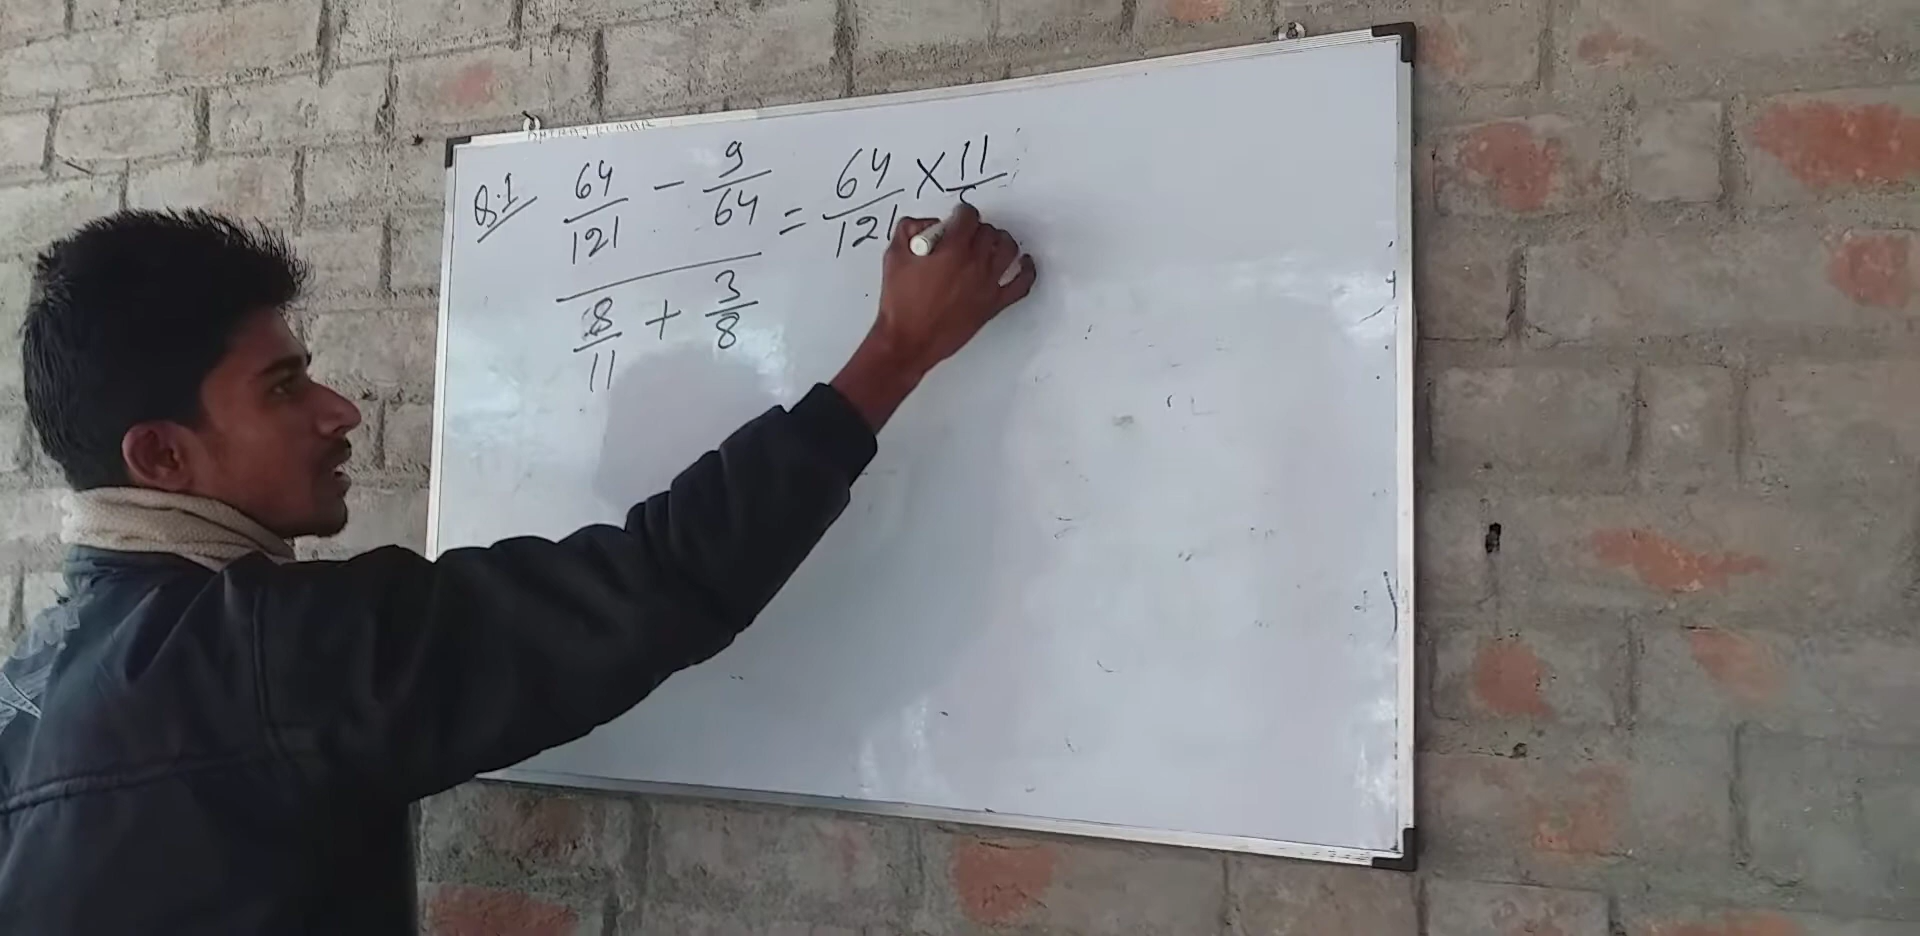 Q.1 64/121 - 9/64 = 64/121 × 11/
8/11 + 3/8